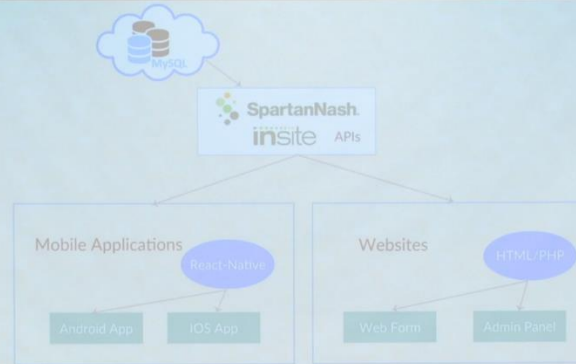 MySQL
SpartanNash
insite APIs
Mobile Applications
React-Native
Android App
IOS App
Websites
HTML/PHP
Web Form
Admin Panel